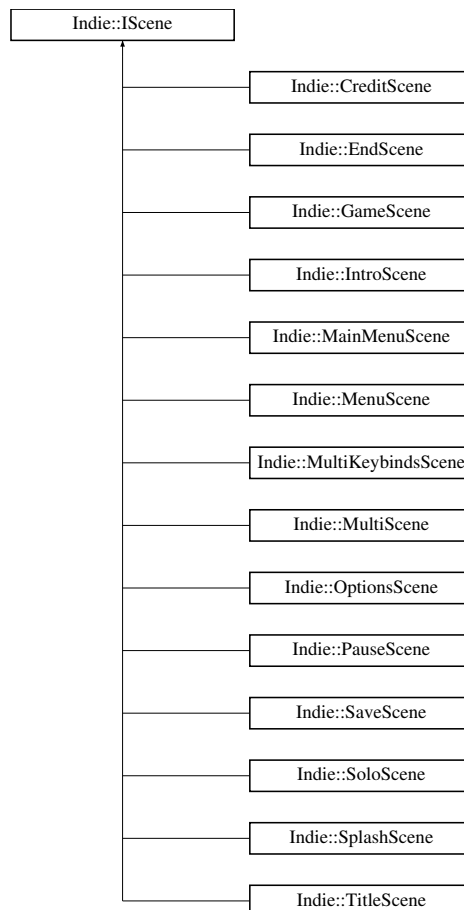 Indie::IScene
Indie::CreditScene
Indie::EndScene
Indie::GameScene
Indie::IntroScene
Indie::MainMenuScene
Indie::MenuScene
Indie::MultiKeybindsScene
Indie::MultiScene
Indie::OptionsScene
Indie::PauseScene
Indie::SaveScene
Indie::SoloScene
Indie::SplashScene
Indie::TitleScene